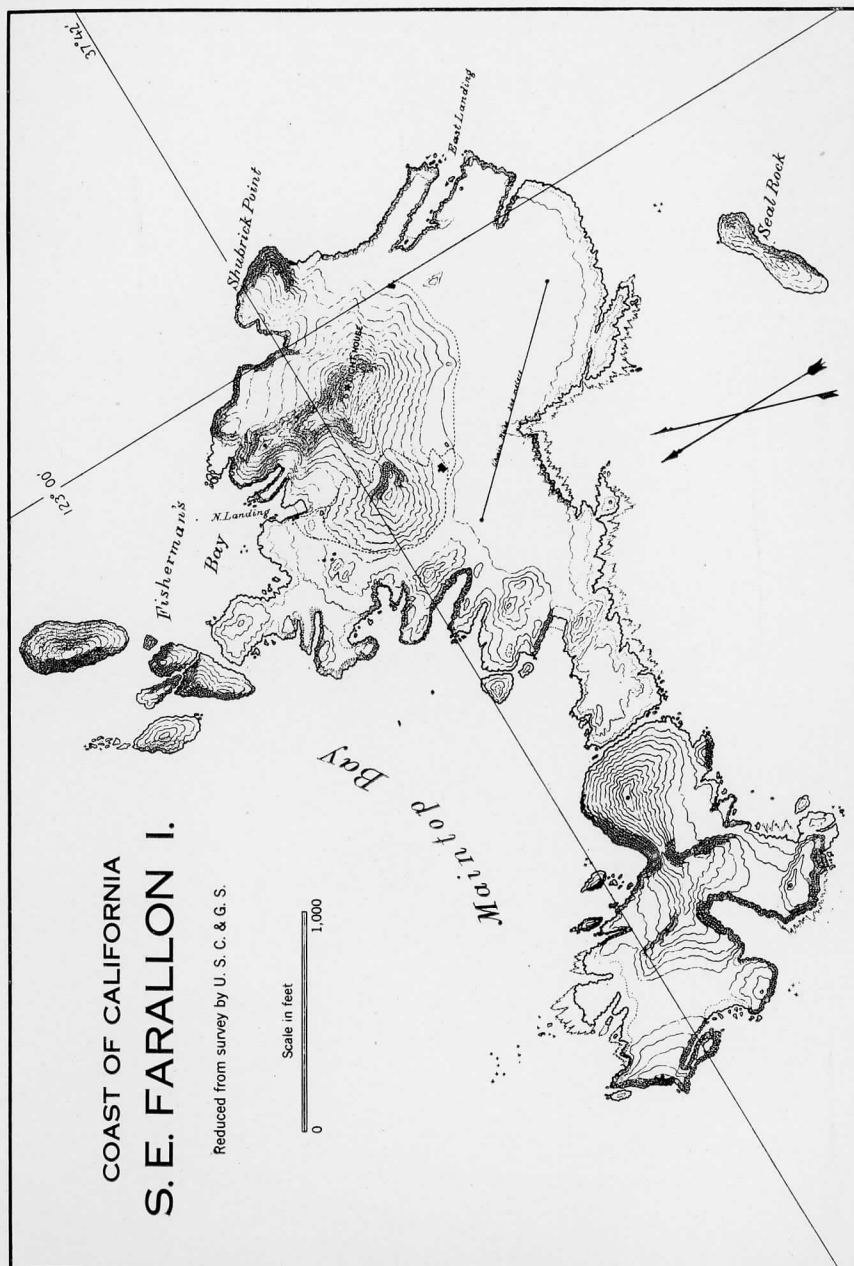 COAST OF CALIFORNIA
S. E. FARALLON I.
Reduced from survey by U. S. C. & G. S.
Scale in feet
0 1,000
37° 42'
123° 00'
Fisherman's
Bay
N. Landing
Shubrick Point
LIGHTHOUSE
East Landing
Maintop
Bay
Seal Rock